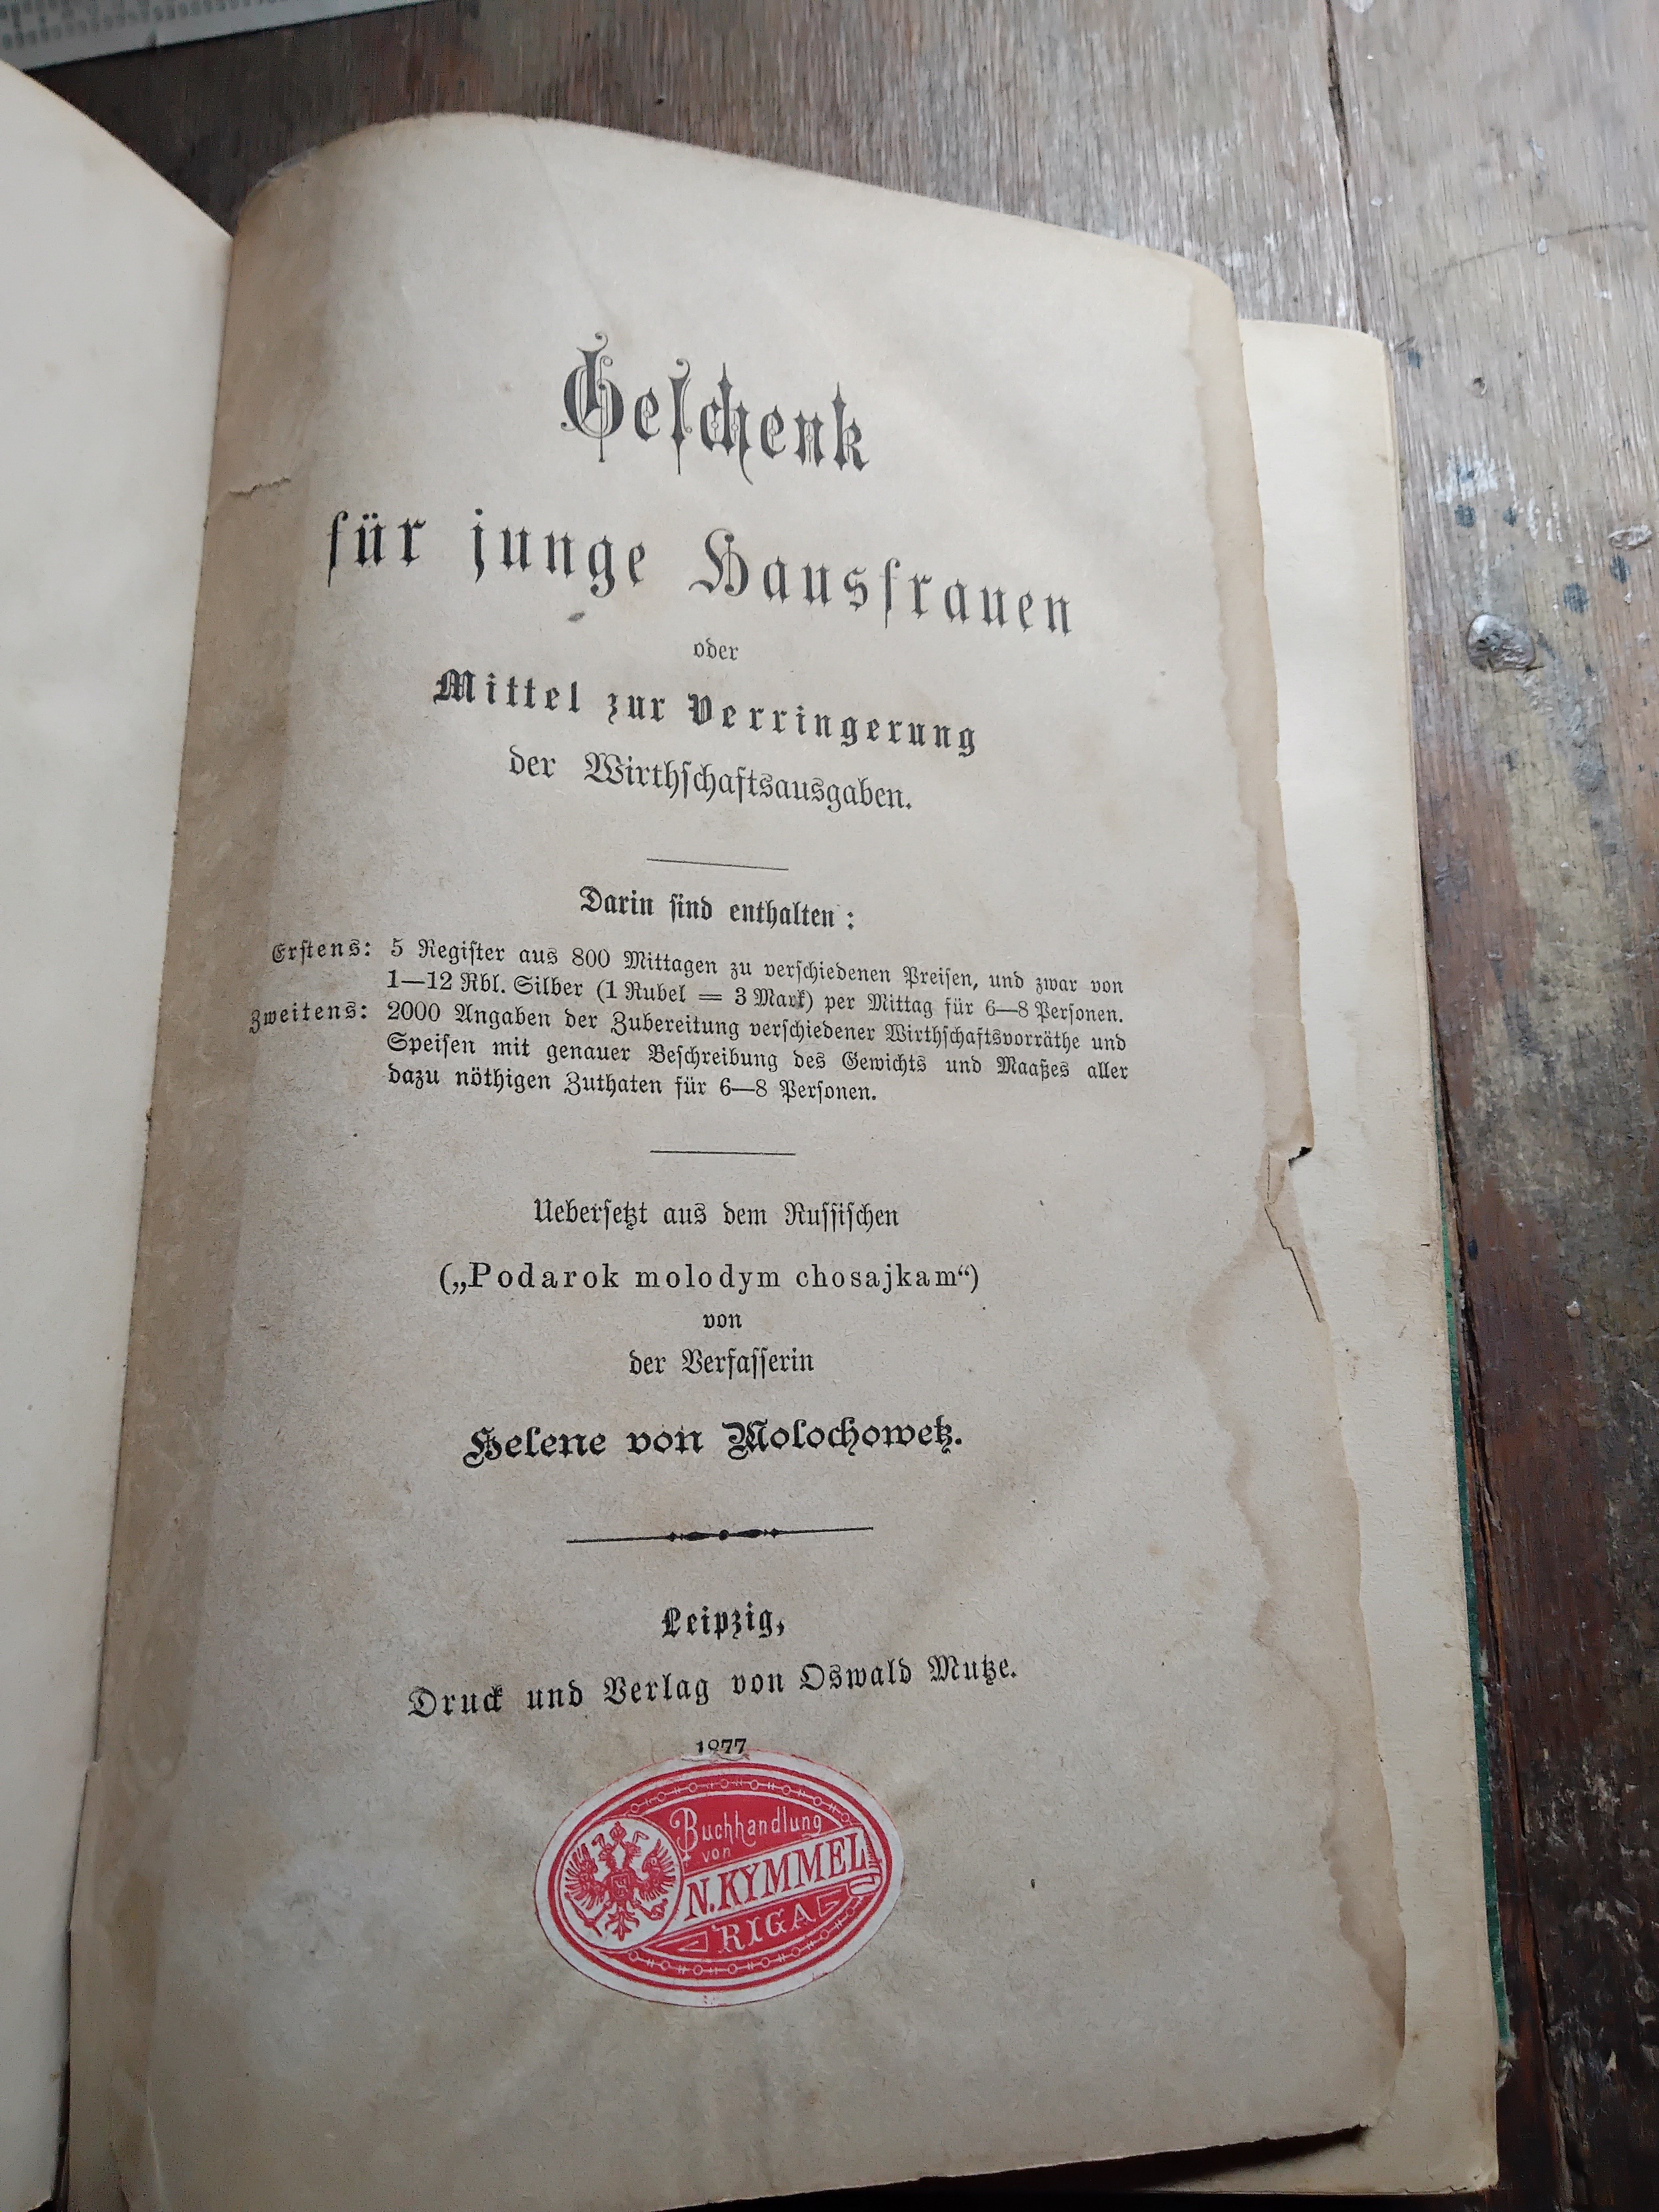 Geſchenk
für junge Hausfrauen
oder
Mittel zur Verringerung
der Wirthſchaftsausgaben.
Darin ſind enthalten:
Erſtens: 5 Regiſter aus 800 Mittagen zu verſchiedenen Preiſen, und zwar von
1—12 Rbl. Silber (1 Rubel = 3 Mark) per Mittag für 6—8 Perſonen.
Zweitens: 2000 Angaben der Zubereitung verſchiedener Wirthſchaftsvorräthe und
Speiſen mit genauer Beſchreibung des Gewichts und Maaßes aller
dazu nöthigen Zuthaten für 6—8 Perſonen.
Ueberſetzt aus dem Ruſſiſchen
(„Podarok molodym chosajkam“)
von
der Verfaſſerin
Helene von Molochowetz.
Leipzig,
Druck und Verlag von Oswald Mutze.
1877
Buchhandlung
von
N. KYMMEL
RIGA